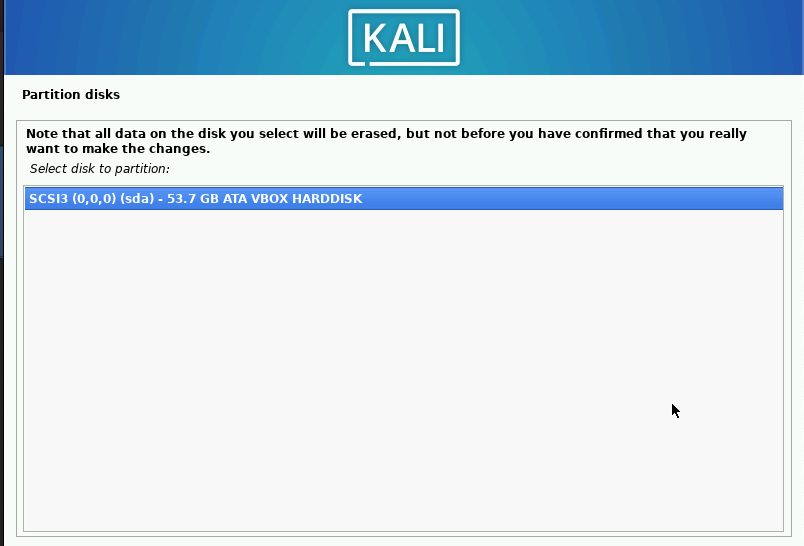 KALI
Partition disks
Note that all data on the disk you select will be erased, but not before you have confirmed that you really
want to make the changes.
Select disk to partition:
SCSI3 (0,0,0) (sda) - 53.7 GB ATA VBOX HARDDISK